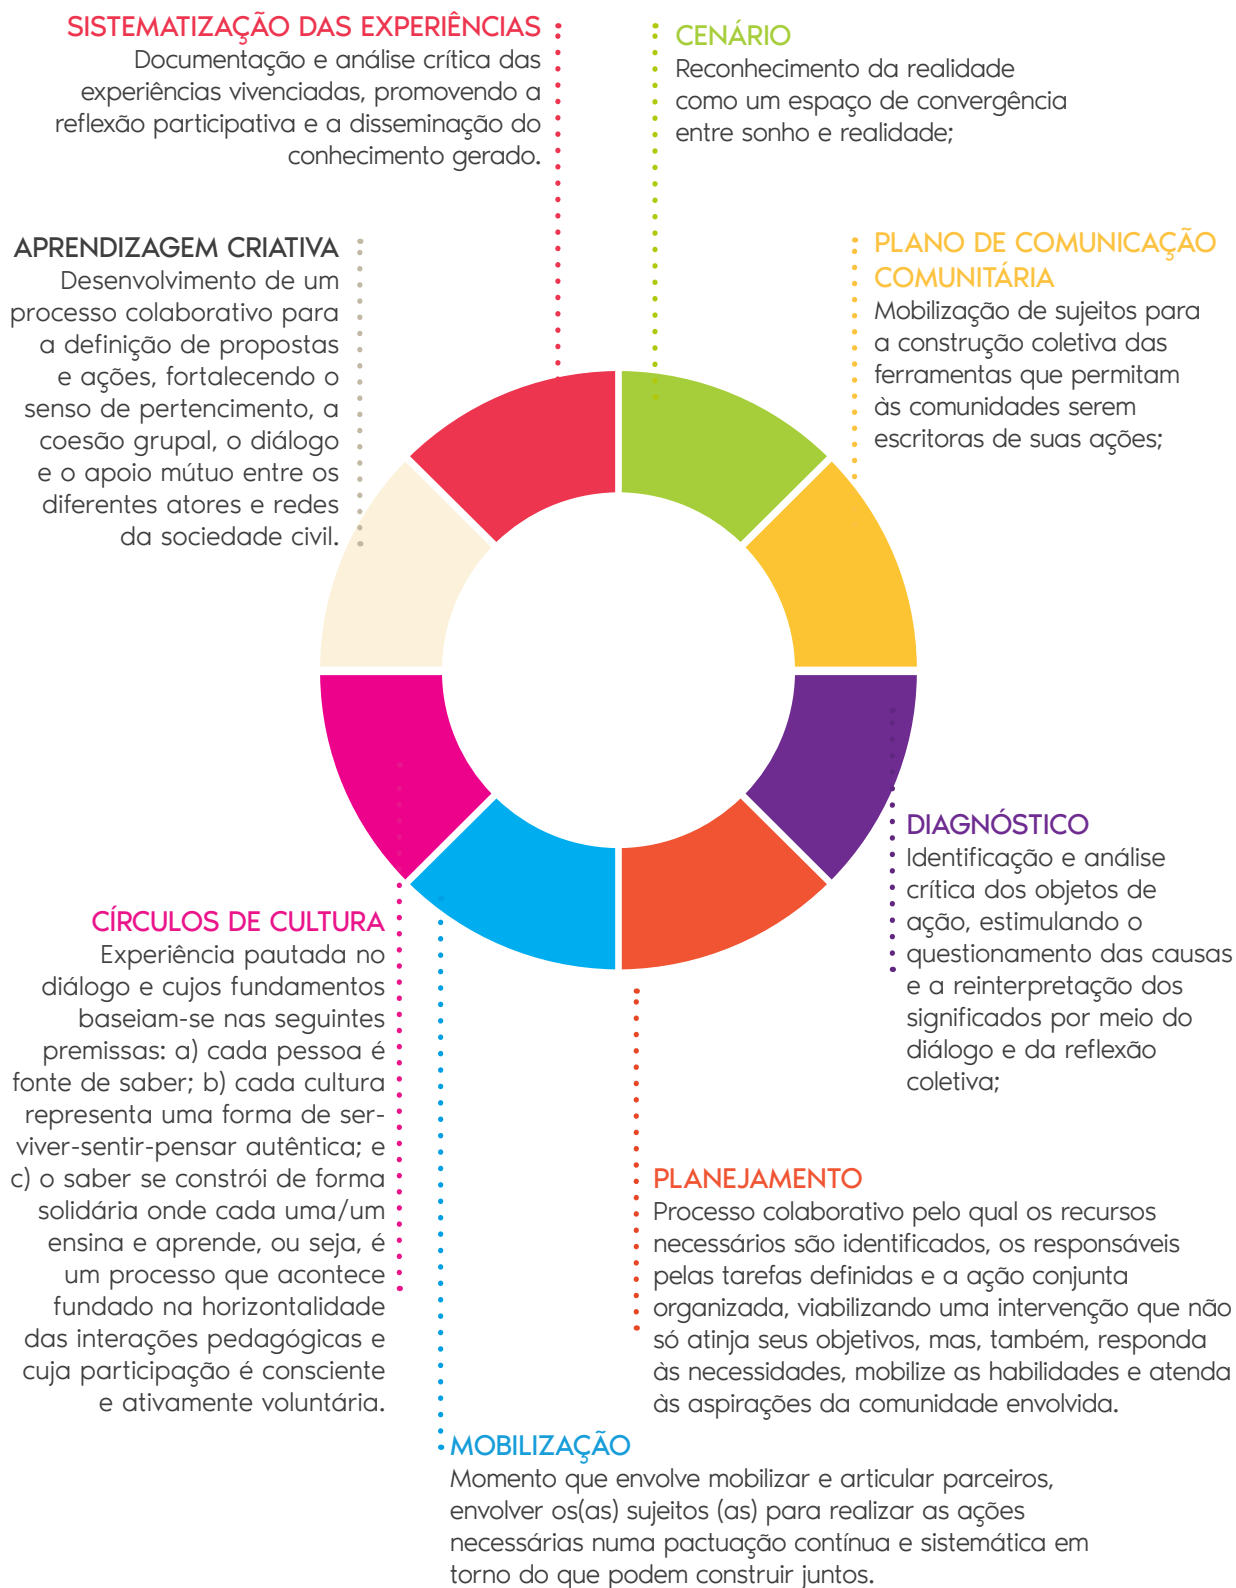 SISTEMATIZAÇÃO DAS EXPERIÊNCIAS
Documentação e análise crítica das
experiências vivenciadas, promovendo a
reflexão participativa e a disseminação do
conhecimento gerado.
CENÁRIO
Reconhecimento da realidade
como um espaço de convergência
entre sonho e realidade;
APRENDIZAGEM CRIATIVA
Desenvolvimento de um
processo colaborativo para
a definição de propostas
e ações, fortalecendo o
senso de pertencimento, a
coesão grupal, o diálogo
e o apoio mútuo entre os
diferentes atores e redes
da sociedade civil.
PLANO DE COMUNICAÇÃO
COMUNITÁRIA
Mobilização de sujeitos para
a construção coletiva das
ferramentas que permitam
às comunidades serem
escritoras de suas ações;
DIAGNÓSTICO
Identificação e análise
crítica dos objetos de
ação, estimulando o
questionamento das causas
e a reinterpretação dos
significados por meio do
diálogo e da reflexão
coletiva;
CÍRCULOS DE CULTURA
Experiência pautada no
diálogo e cujos fundamentos
baseiam-se nas seguintes
premissas: a) cada pessoa é
fonte de saber; b) cada cultura
representa uma forma de ser-
viver-sentir-pensar autêntica; e
c) o saber se constrói de forma
solidária onde cada uma/um
ensina e aprende, ou seja, é
um processo que acontece
fundado na horizontalidade
das interações pedagógicas e
cuja participação é consciente
e ativamente voluntária.
PLANEJAMENTO
Processo colaborativo pelo qual os recursos
necessários são identificados, os responsáveis
pelas tarefas definidas e a ação conjunta
organizada, viabilizando uma intervenção que não
só atinja seus objetivos, mas, também, responda
às necessidades, mobilize as habilidades e atenda
às aspirações da comunidade envolvida.
MOBILIZAÇÃO
Momento que envolve mobilizar e articular parceiros,
envolver os(as) sujeitos (as) para realizar as ações
necessárias numa pactuação contínua e sistemática em
torno do que podem construir juntos.